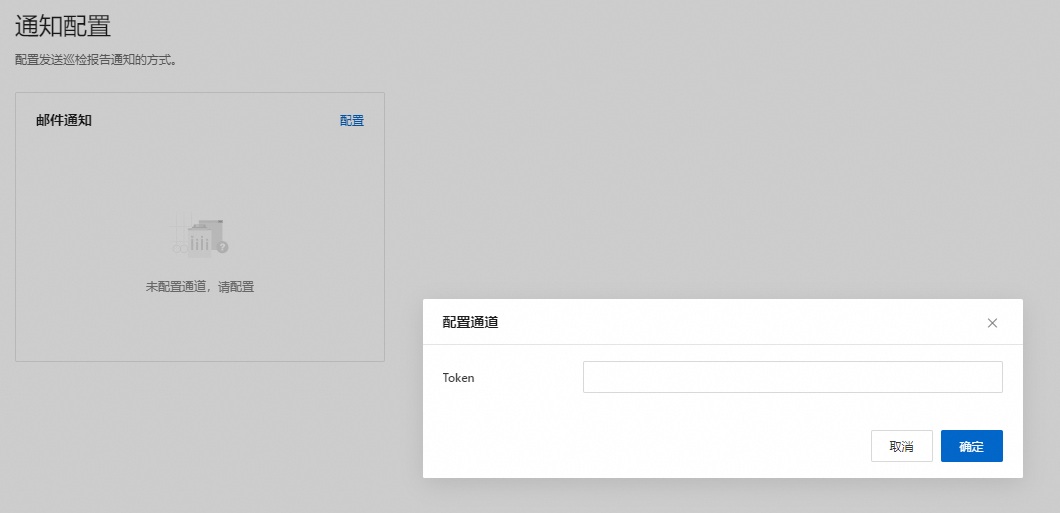 通知配置
配置发送巡检报告通知的方式。
邮件通知
配置
未配置通道，请配置
配置通道
Token
取消
确定